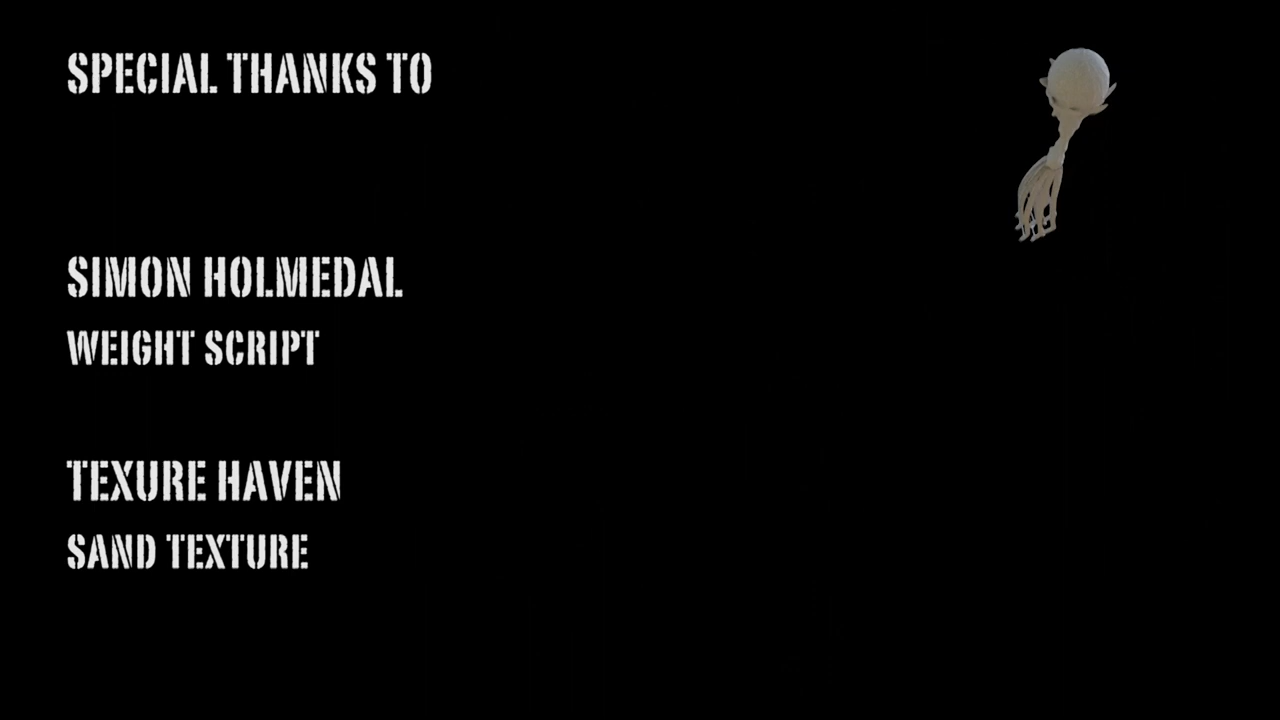 SPECIAL THANKS TO
SIMON HOLMEDAL
WEIGHT SCRIPT
TEXURE HAVEN
SAND TEXTURE